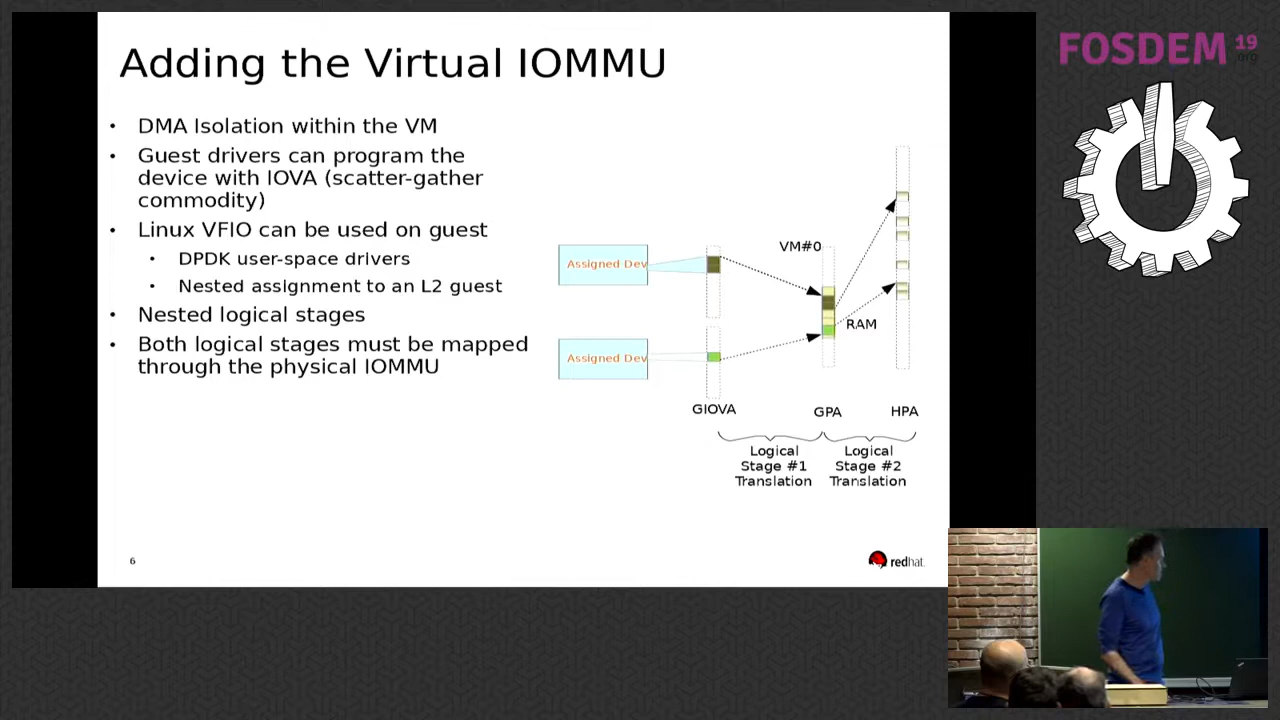 Adding the Virtual IOMMU
FOSDEM 19
.org
• DMA Isolation within the VM
• Guest drivers can program the
device with IOVA (scatter-gather
commodity)
• Linux VFIO can be used on guest
• DPDK user-space drivers
• Nested assignment to an L2 guest
• Nested logical stages
• Both logical stages must be mapped
through the physical IOMMU
VM#0
Assigned Dev
RAM
Assigned Dev
GIOVA
GPA
HPA
Logical
Stage #1
Translation
Logical
Stage #2
Translation
6
redhat.